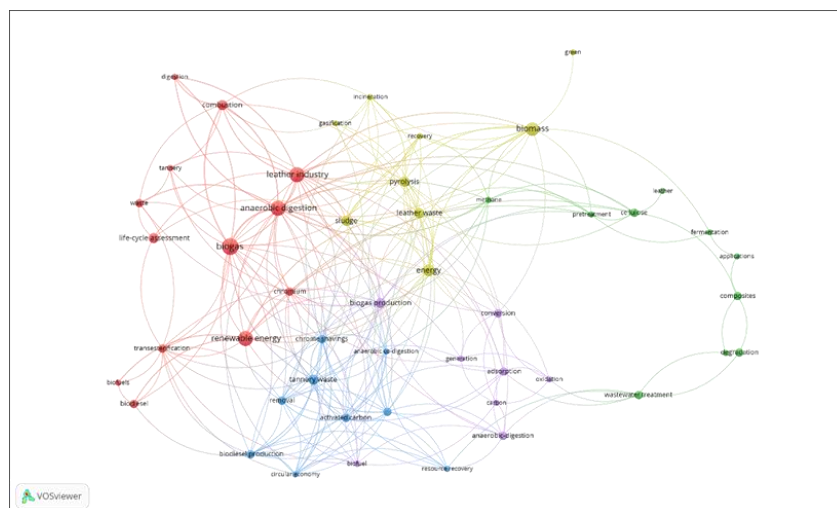 green
digestion
incineration
combustion
gasification
biomass
recovery
tannery
leather industry
pyrolysis
leather
waste
anaerobic digestion
methane
leather waste
pretreatment
cellulose
sludge
fermentation
life-cycle assessment
biogas
applications
energy
chromium
composites
biogas production
conversion
renewable energy
chromate shavings
transesterification
anaerobic co-digestion
degradation
generation
adsorption
biofuels
tannery waste
oxidation
biodiesel
removal
carbon
wastewater treatment
activated carbon
anaerobic-digestion
biodiesel production
biofuel
circular economy
resource recovery
VOSviewer